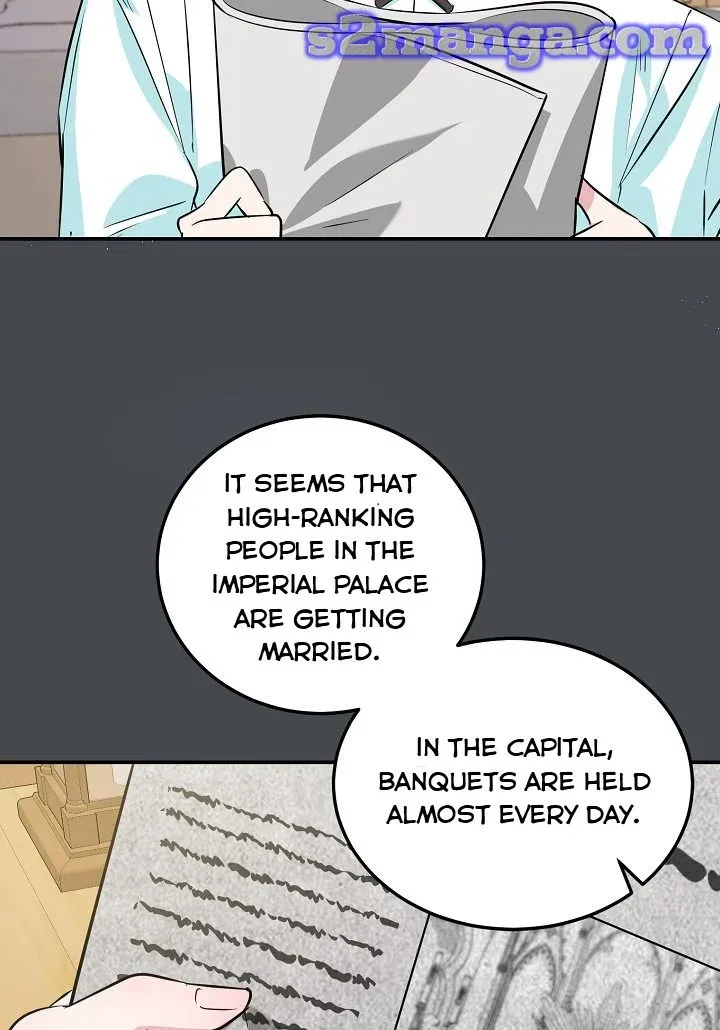 s2manga.com
IT SEEMS THAT
HIGH-RANKING
PEOPLE IN THE
IMPERIAL PALACE
ARE GETTING
MARRIED.
IN THE CAPITAL,
BANQUETS ARE HELD
ALMOST EVERY DAY.